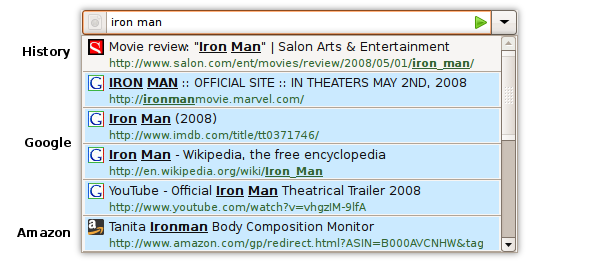 iron man
History
Movie review: "Iron Man" | Salon Arts & Entertainment
http://www.salon.com/ent/movies/review/2008/05/01/iron_man/
IRON MAN :: OFFICIAL SITE :: IN THEATERS MAY 2ND, 2008
http://ironmanmovie.marvel.com/
Google
Iron Man (2008)
http://www.imdb.com/title/tt0371746/
Iron Man - Wikipedia, the free encyclopedia
http://en.wikipedia.org/wiki/Iron_Man
YouTube - Official Iron Man Theatrical Trailer 2008
http://www.youtube.com/watch?v=vhgzIM-9lfA
Amazon
Tanita Ironman Body Composition Monitor
http://www.amazon.com/gp/redirect.html?ASIN=B000AVCNHW&tag